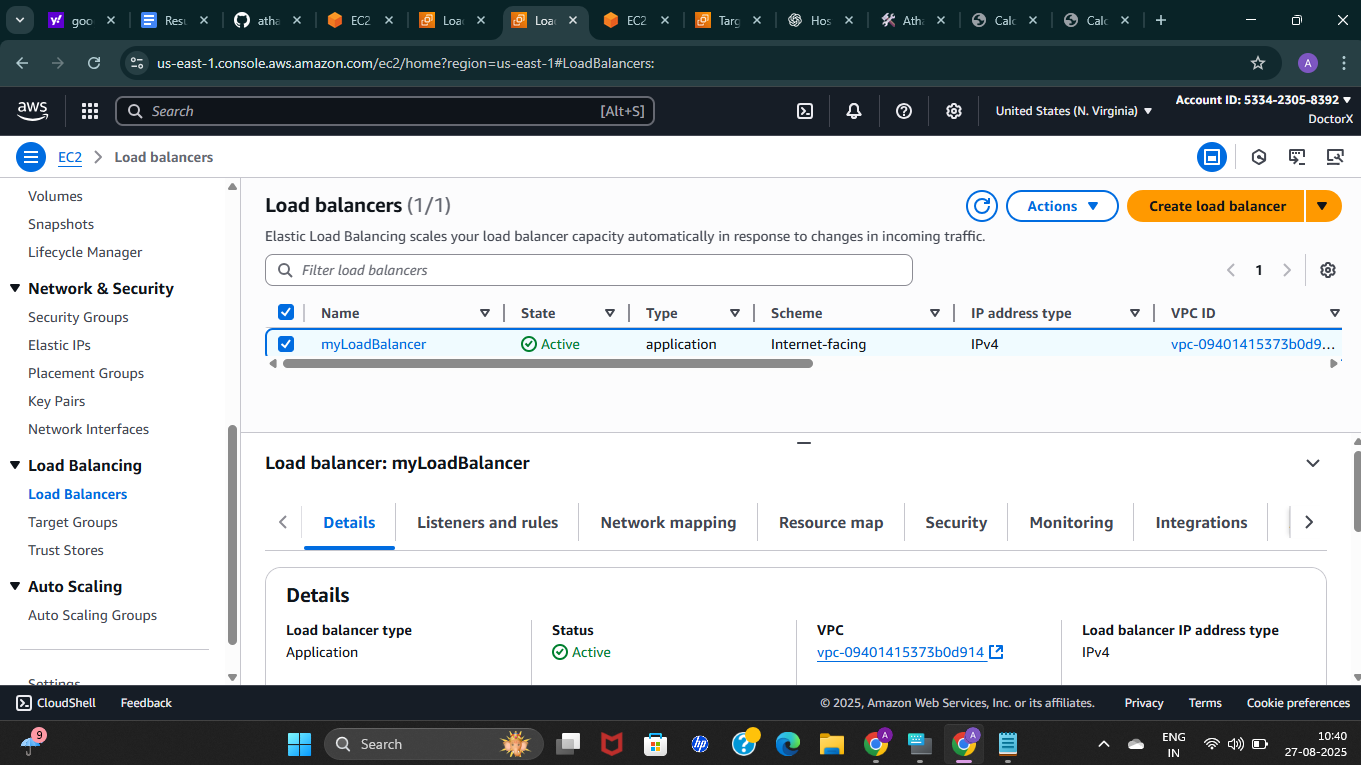 goo
Resu
atha
EC2
Loa
Loa
EC2
Targ
Hos
Atha
Calc
Calc
us-east-1.console.aws.amazon.com/ec2/home?region=us-east-1#LoadBalancers:
A
aws
Search
[Alt+S]
United States (N. Virginia)
Account ID: 5334-2305-8392
DoctorX
EC2
Load balancers
Volumes
Snapshots
Lifecycle Manager
Network & Security
Security Groups
Elastic IPs
Placement Groups
Key Pairs
Network Interfaces
Load Balancing
Load Balancers
Target Groups
Trust Stores
Auto Scaling
Auto Scaling Groups
Settings
Load balancers (1/1)
Actions
Create load balancer
Elastic Load Balancing scales your load balancer capacity automatically in response to changes in incoming traffic.
Filter load balancers
1
Name State Type Scheme IP address type VPC ID
myLoadBalancer Active application Internet-facing IPv4 vpc-09401415373b0d9...
Load balancer: myLoadBalancer
Details Listeners and rules Network mapping Resource map Security Monitoring Integrations
Details
Load balancer type
Application
Status
Active
VPC
vpc-09401415373b0d914
Load balancer IP address type
IPv4
CloudShell Feedback © 2025, Amazon Web Services, Inc. or its affiliates. Privacy Terms Cookie preferences
9
Search
hp
A
A
ENG
IN
10:40
27-08-2025